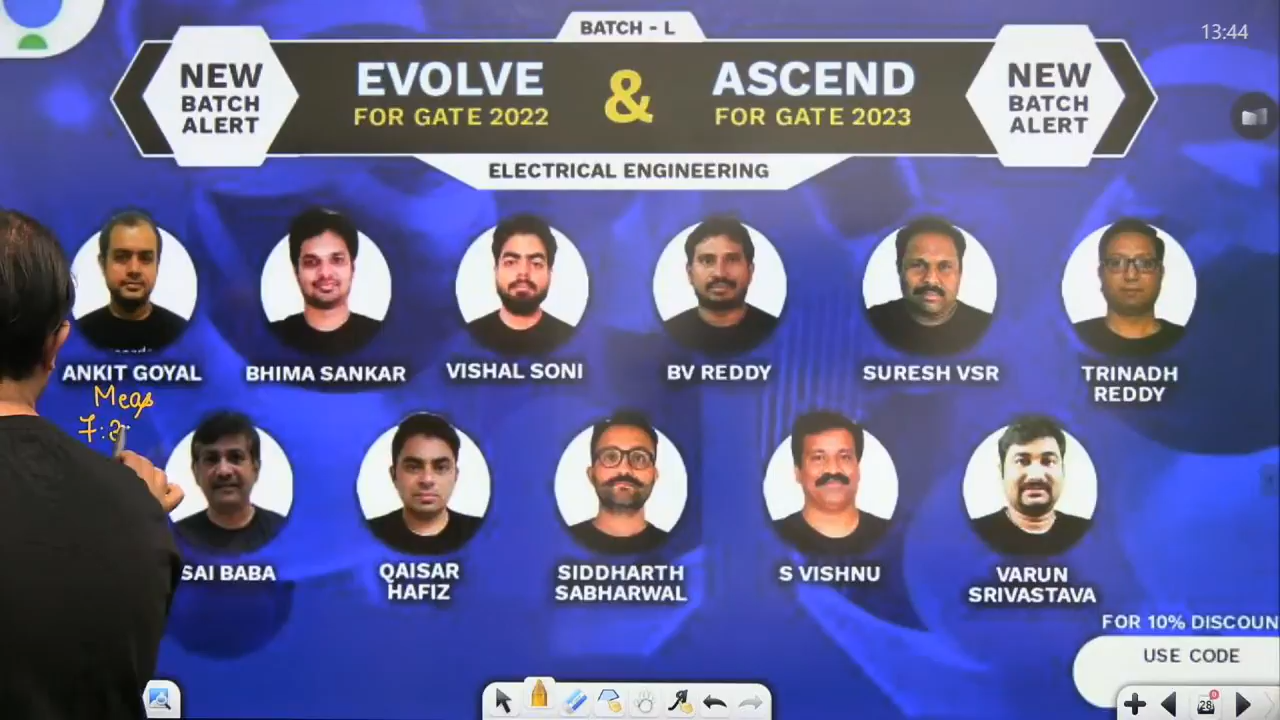 13:44
BATCH - L
NEW
BATCH
ALERT
EVOLVE
FOR GATE 2022
&
ASCEND
FOR GATE 2023
NEW
BATCH
ALERT
ELECTRICAL ENGINEERING
ANKIT GOYAL
BHIMA SANKAR
VISHAL SONI
BV REDDY
SURESH VSR
TRINADH
REDDY
Meas
SAI BABA
QAISAR
HAFIZ
SIDDHARTH
SABHARWAL
S VISHNU
VARUN
SRIVASTAVA
FOR 10% DISCOUN
USE CODE
28